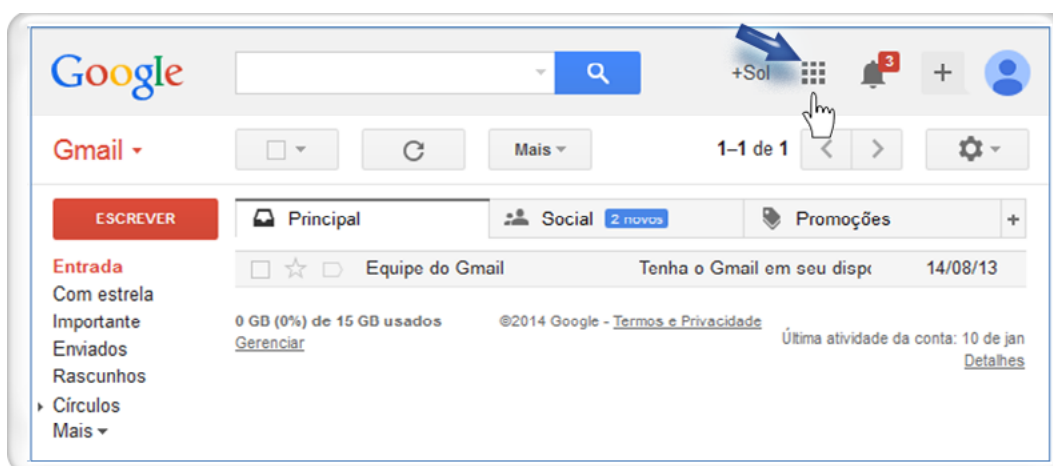 Google
+Sol
3
+
Gmail
Mais
1–1 de 1
ESCREVER
Principal
Social 2 novos
Promoções
+
Entrada
Equipe do Gmail Tenha o Gmail em seu dispo 14/08/13
Com estrela
Importante
0 GB (0%) de 15 GB usados
©2014 Google - Termos e Privacidade
Gerenciar
Última atividade da conta: 10 de jan
Detalhes
Enviados
Rascunhos
Círculos
Mais